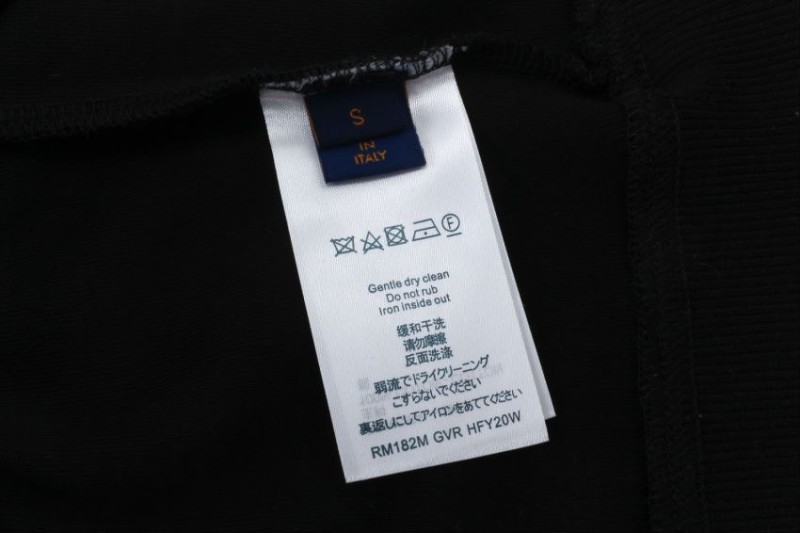 S
IN
ITALY
Gentle dry clean
Do not rub
Iron inside out
缓和干洗
请勿摩擦
反面洗涤
弱流でドライクリーニング
こすらないでください
裏返しにしてアイロンをあててください
RM182M GVR HFY20W